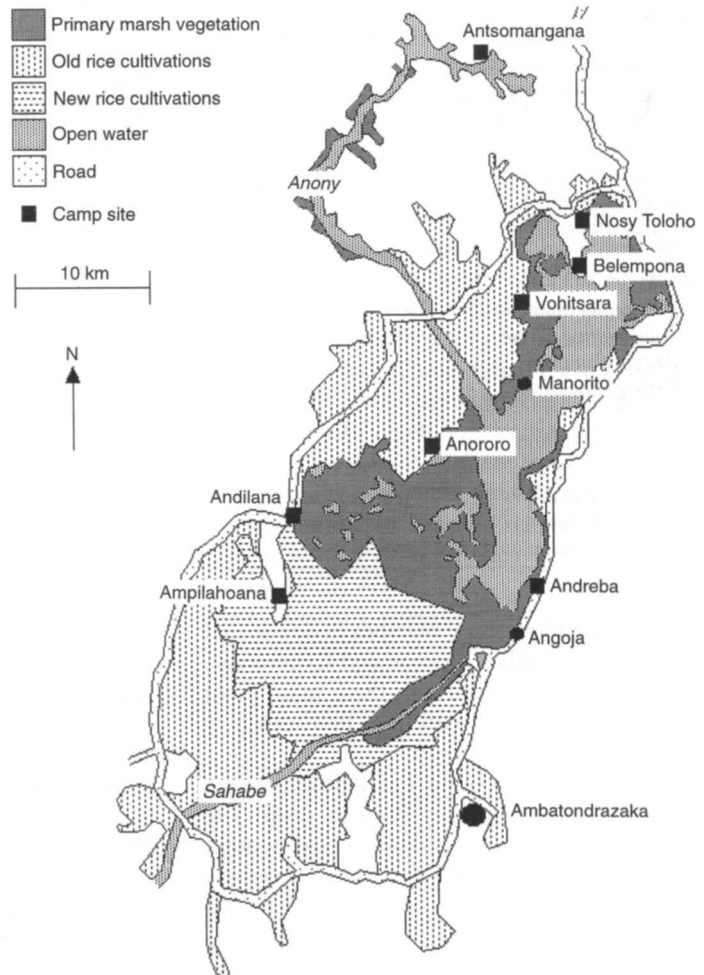 Primary marsh vegetation
Old rice cultivations
New rice cultivations
Open water
Road
Camp site
10 km
N
Antsomangana
Anony
Nosy Toloho
Belempona
Vohitsara
Manorito
Anororo
Andilana
Ampilahoana
Andreba
Angoja
Sahabe
Ambatondrazaka